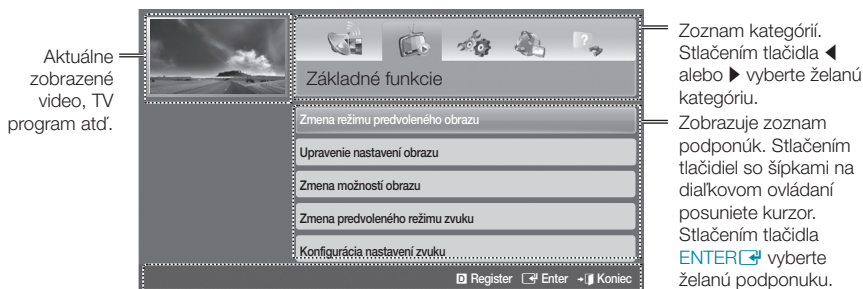 Aktuálne
zobrazené
video, TV
program atď.
Základné funkcie
Zmena režimu predvoleného obrazu
Upravenie nastavení obrazu
Zmena možností obrazu
Zmena predvoleného režimu zvuku
Konfigurácia nastavení zvuku
D Register Enter Koniec
Zoznam kategórií.
Stlačením tlačidla ◀
alebo ▶ vyberte želanú
kategóriu.
Zobrazuje zoznam
podponúk. Stlačením
tlačidiel so šípkami na
diaľkovom ovládaní
posuniete kurzor.
Stlačením tlačidla
ENTER vyberte
želanú podponuku.